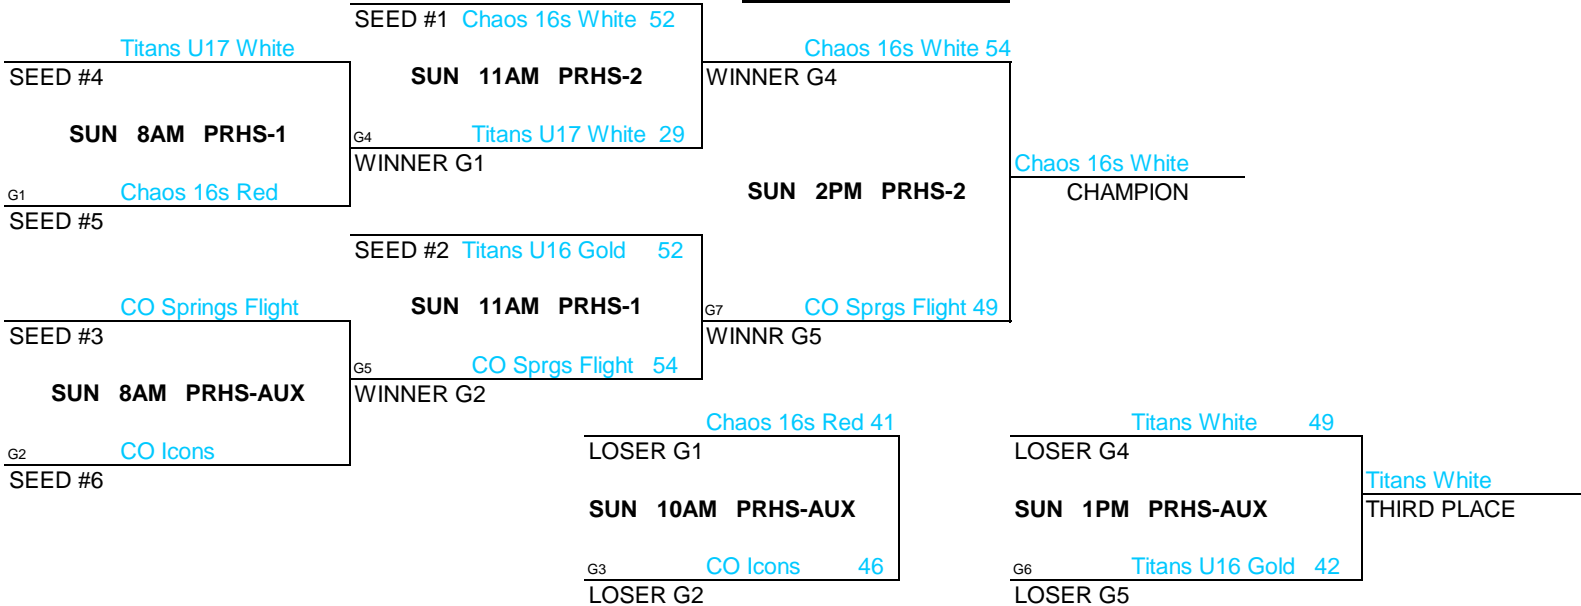 SEED #1 Chaos 16s White 52
Titans U17 White
Chaos 16s White 54
SEED #4
SUN 11AM PRHS-2
WINNER G4
SUN 8AM PRHS-1
G4 Titans U17 White 29
WINNER G1
Chaos 16s White
G1 Chaos 16s Red
SUN 2PM PRHS-2
CHAMPION
SEED #5
SEED #2 Titans U16 Gold 52
CO Springs Flight
SUN 11AM PRHS-1
G7 CO Sprgs Flight 49
SEED #3
WINNR G5
G5 CO Sprgs Flight 54
SUN 8AM PRHS-AUX
WINNER G2
Chaos 16s Red 41
Titans White 49
G2 CO Icons
LOSER G1
LOSER G4
SEED #6
Titans White
SUN 10AM PRHS-AUX
SUN 1PM PRHS-AUX
THIRD PLACE
G3 CO Icons 46
G6 Titans U16 Gold 42
LOSER G2
LOSER G5